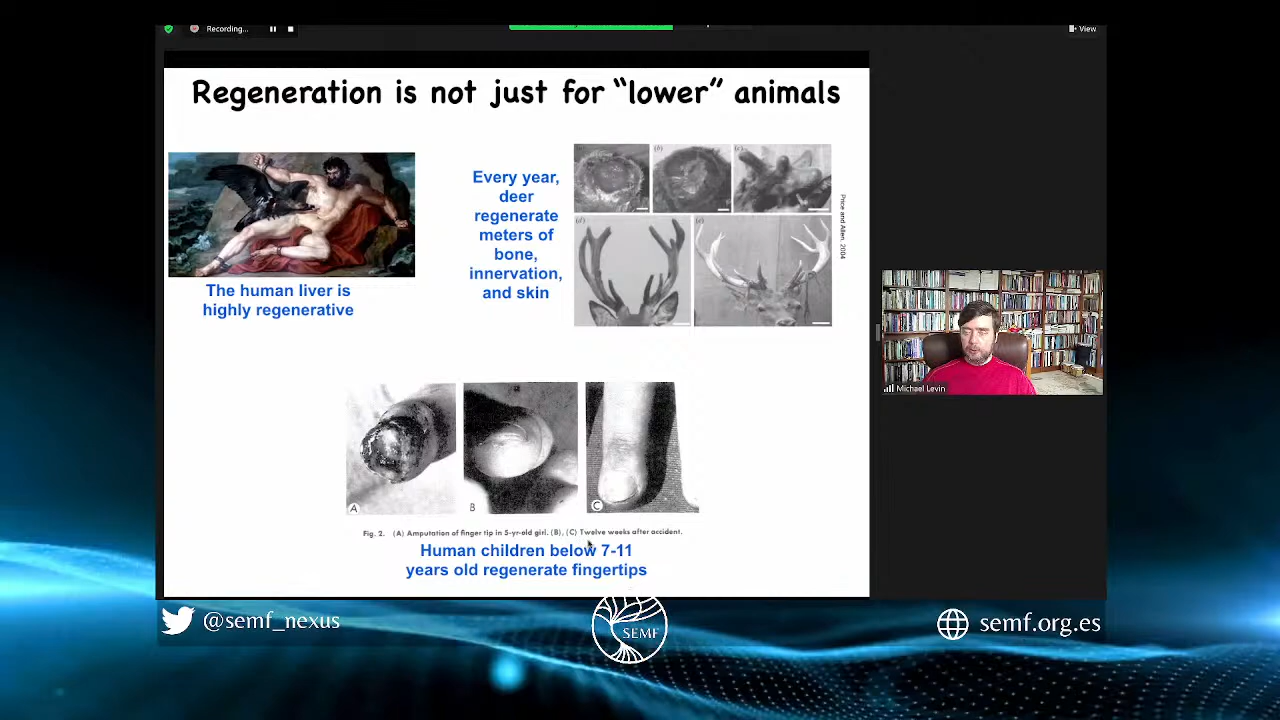 Recording...
View
Regeneration is not just for “lower” animals
The human liver is
highly regenerative
Every year,
deer
regenerate
meters of
bone,
innervation,
and skin
(b)
(c)
(d)
(e)
Price and Allen, 2004
A
B
C
Fig. 2. (A) Amputation of finger tip in 5-yr-old girl. (B), (C) Twelve weeks after accident.
Human children below 7-11
years old regenerate fingertips
Michael Levin
@semf_nexus
SEMF
semf.org.es